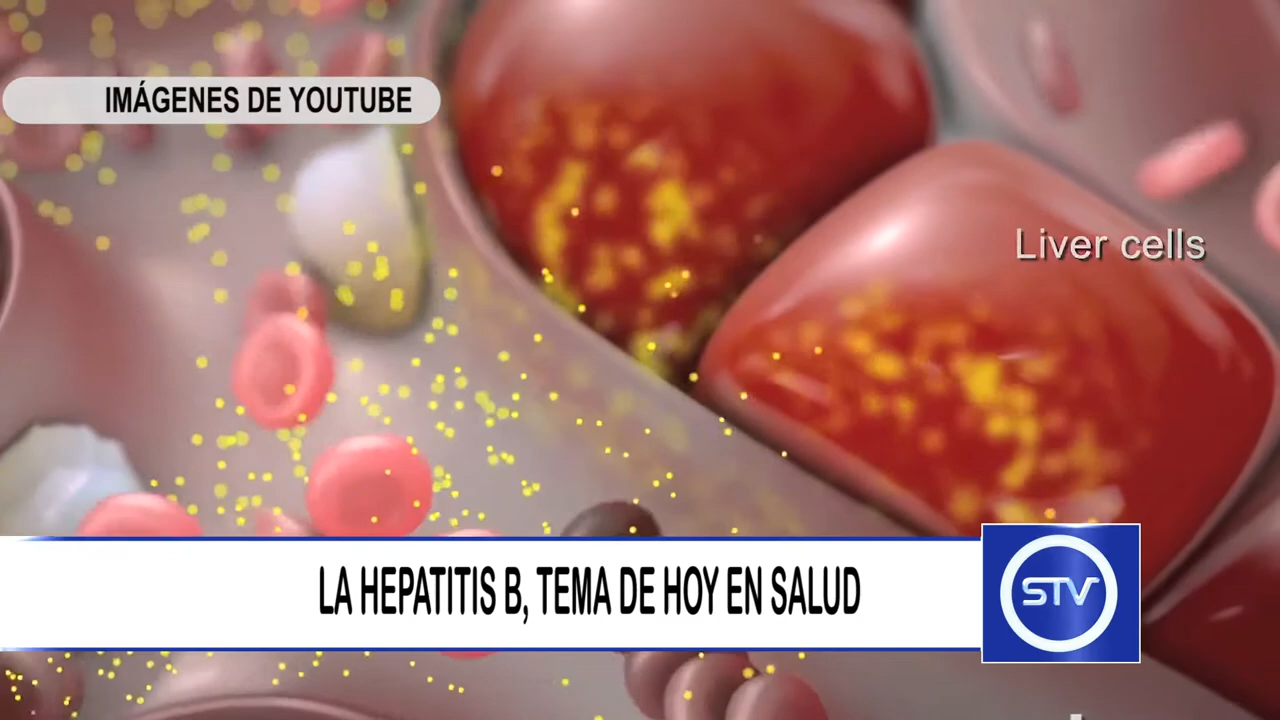 IMÁGENES DE YOUTUBE
Liver cells
LA HEPATITIS B, TEMA DE HOY EN SALUD
STV